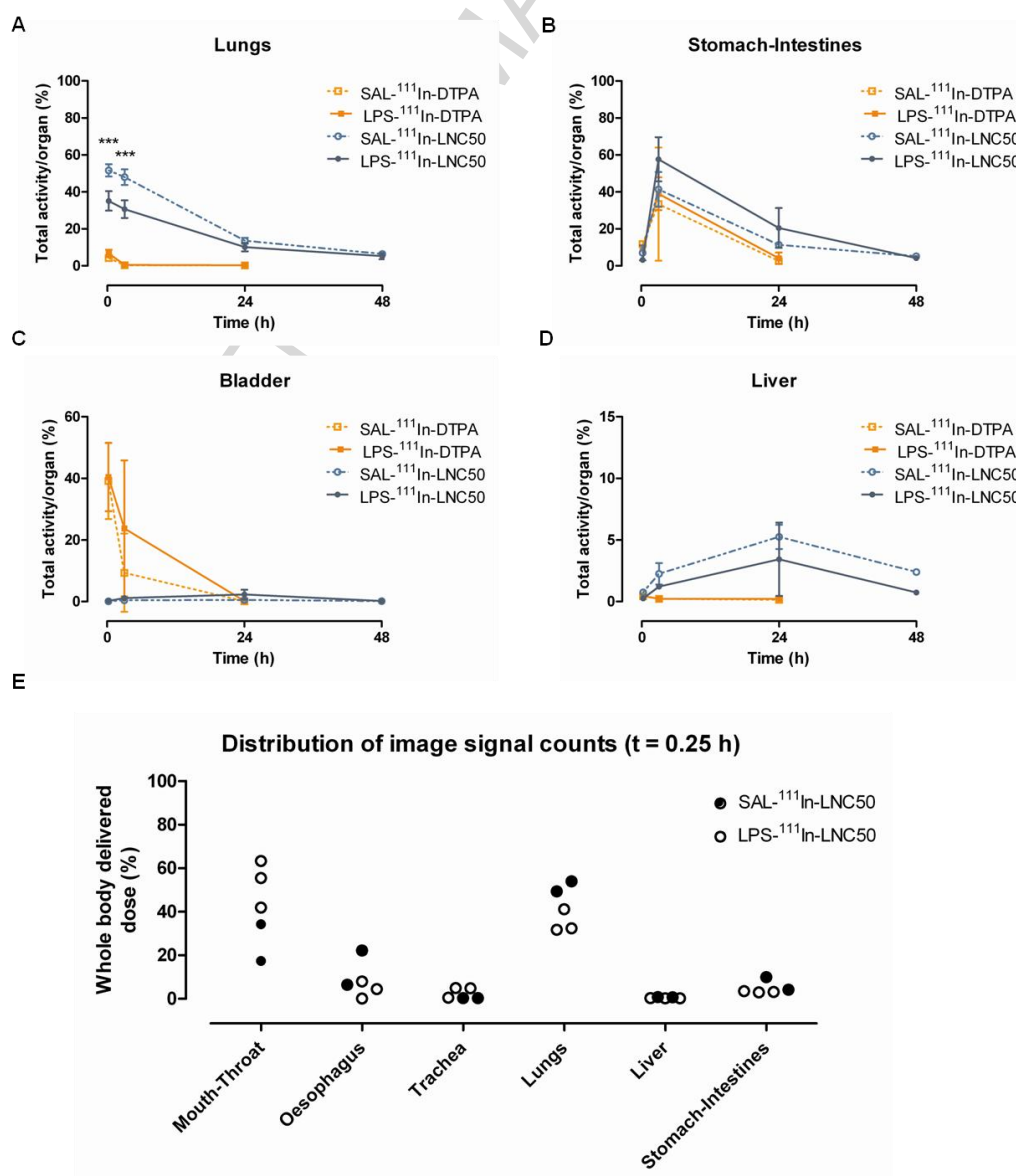 A
Lungs
Total activity/organ (%)
100
80
60
40
20
0
***
***
SAL-¹¹¹In-DTPA
LPS-¹¹¹In-DTPA
SAL-¹¹¹In-LNC50
LPS-¹¹¹In-LNC50
0 24 48
Time (h)
B
Stomach-Intestines
Total activity/organ (%)
100
80
60
40
20
0
SAL-¹¹¹In-DTPA
LPS-¹¹¹In-DTPA
SAL-¹¹¹In-LNC50
LPS-¹¹¹In-LNC50
0 24 48
Time (h)
C
Bladder
Total activity/organ (%)
60
40
20
0
SAL-¹¹¹In-DTPA
LPS-¹¹¹In-DTPA
SAL-¹¹¹In-LNC50
LPS-¹¹¹In-LNC50
0 24 48
Time (h)
D
Liver
Total activity/organ (%)
15
10
5
0
SAL-¹¹¹In-DTPA
LPS-¹¹¹In-DTPA
SAL-¹¹¹In-LNC50
LPS-¹¹¹In-LNC50
0 24 48
Time (h)
E
Distribution of image signal counts (t = 0.25 h)
Whole body delivered
dose (%)
100
80
60
40
20
0
SAL-¹¹¹In-LNC50
LPS-¹¹¹In-LNC50
Mouth-Throat
Oesophagus
Trachea
Lungs
Liver
Stomach-Intestines